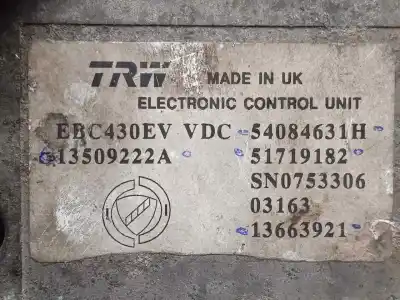 TRW MADE IN UK
ELECTRONIC CONTROL UNIT
EBC430EV VDC 54084631H
13509222A 51719182
SN0753306
03163
13663921